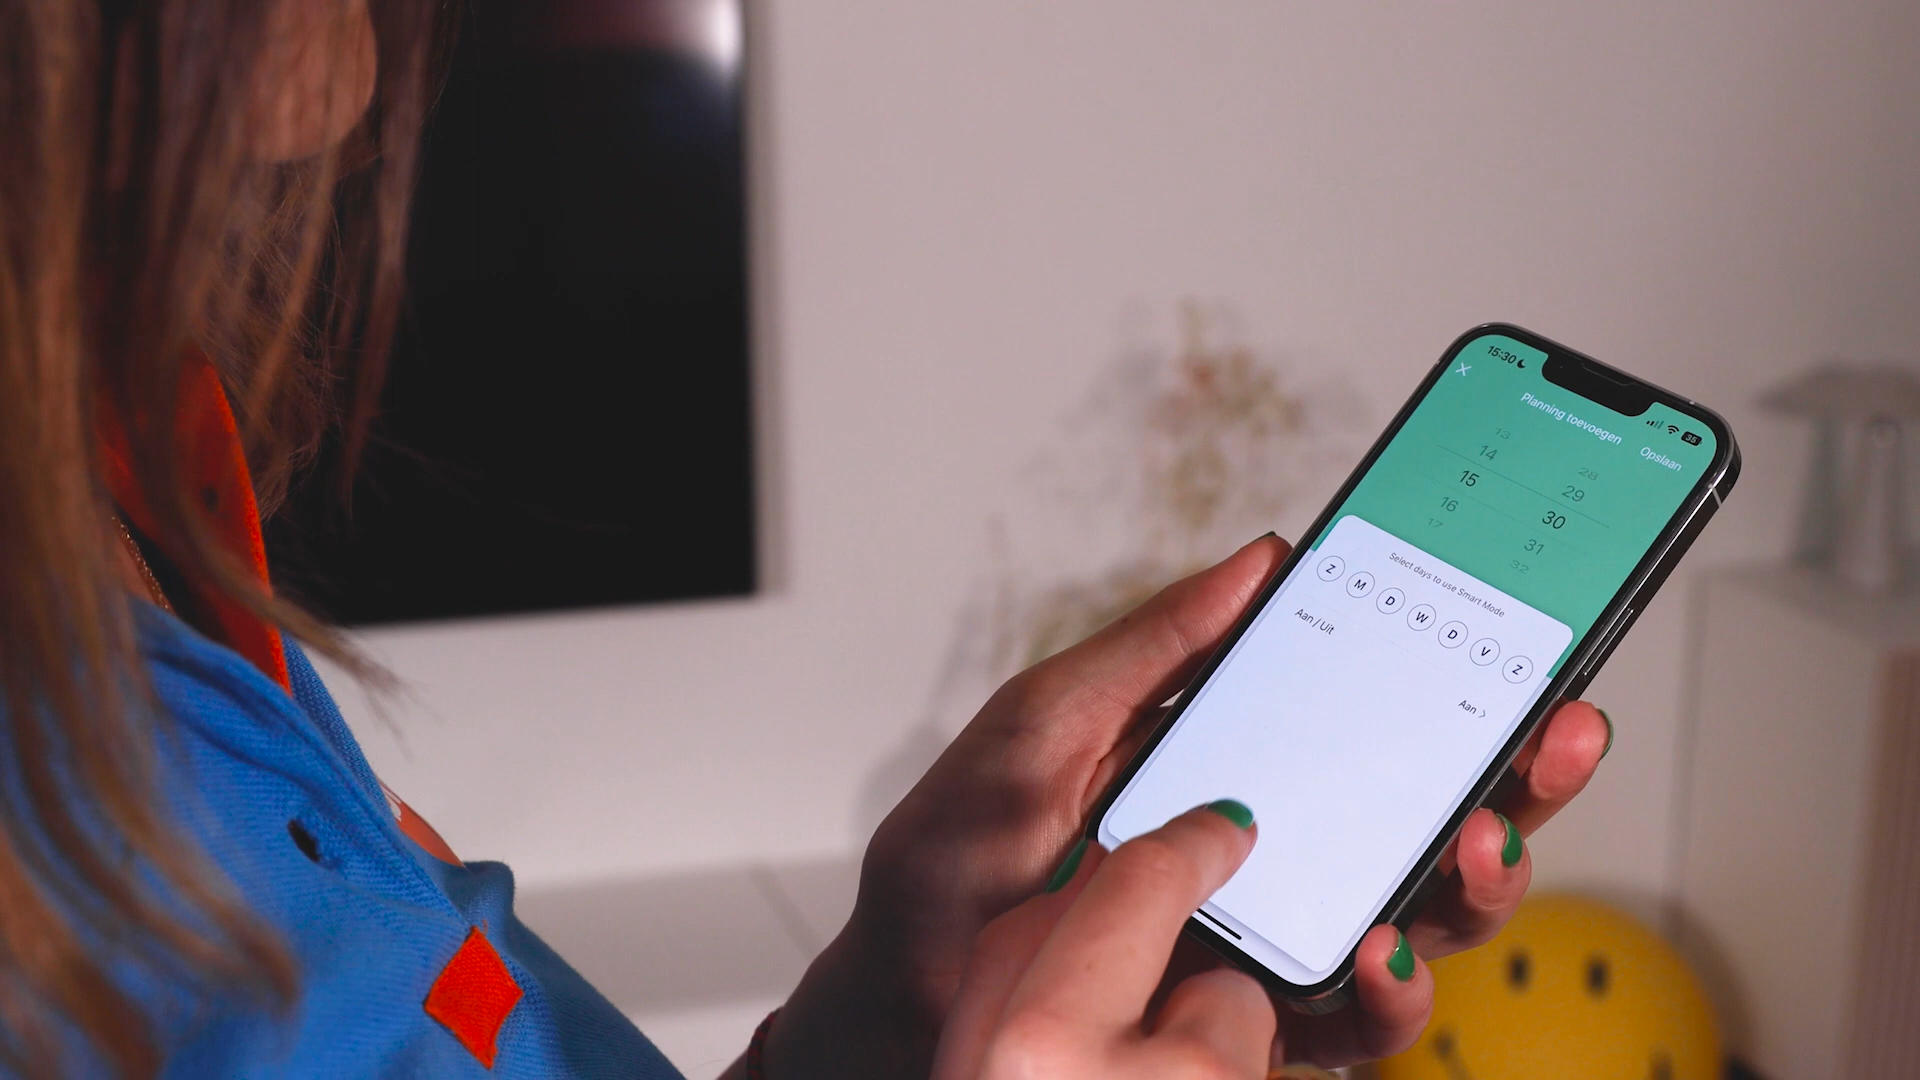 15:30
35
Planning toevoegen
Opslaan
13
14 28
15 29
16 30
17 31
32
Select days to use Smart Mode
Z M D W D V Z
Aan / Uit
Aan >